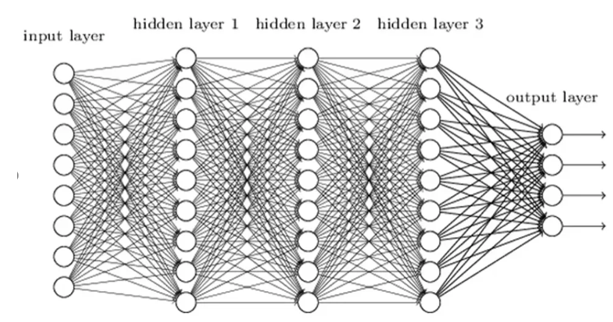 input layer
hidden layer 1
hidden layer 2
hidden layer 3
output layer